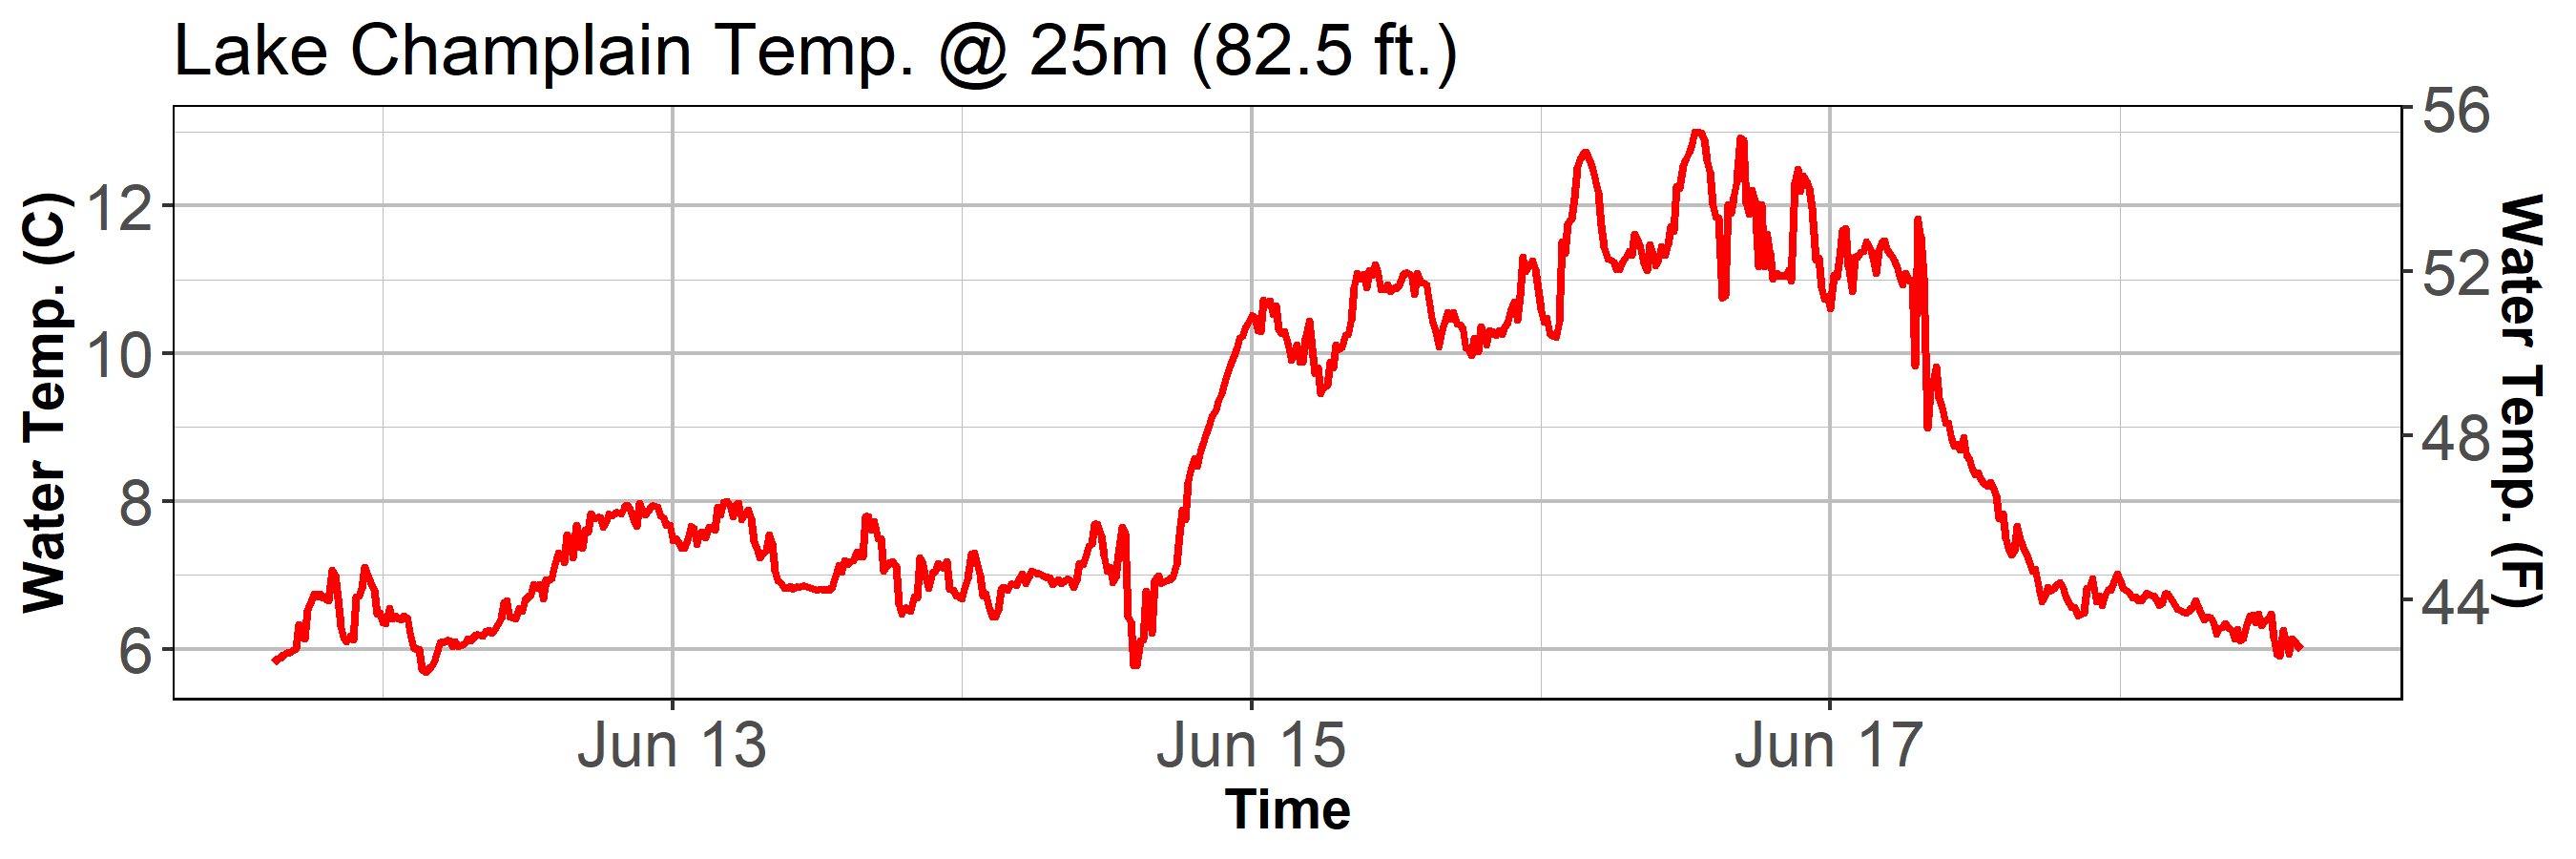 Lake Champlain Temp. @ 25m (82.5 ft.)
Water Temp. (C)
12
10
8
6
56
52
48
44
Water Temp. (F)
Jun 13
Jun 15
Jun 17
Time